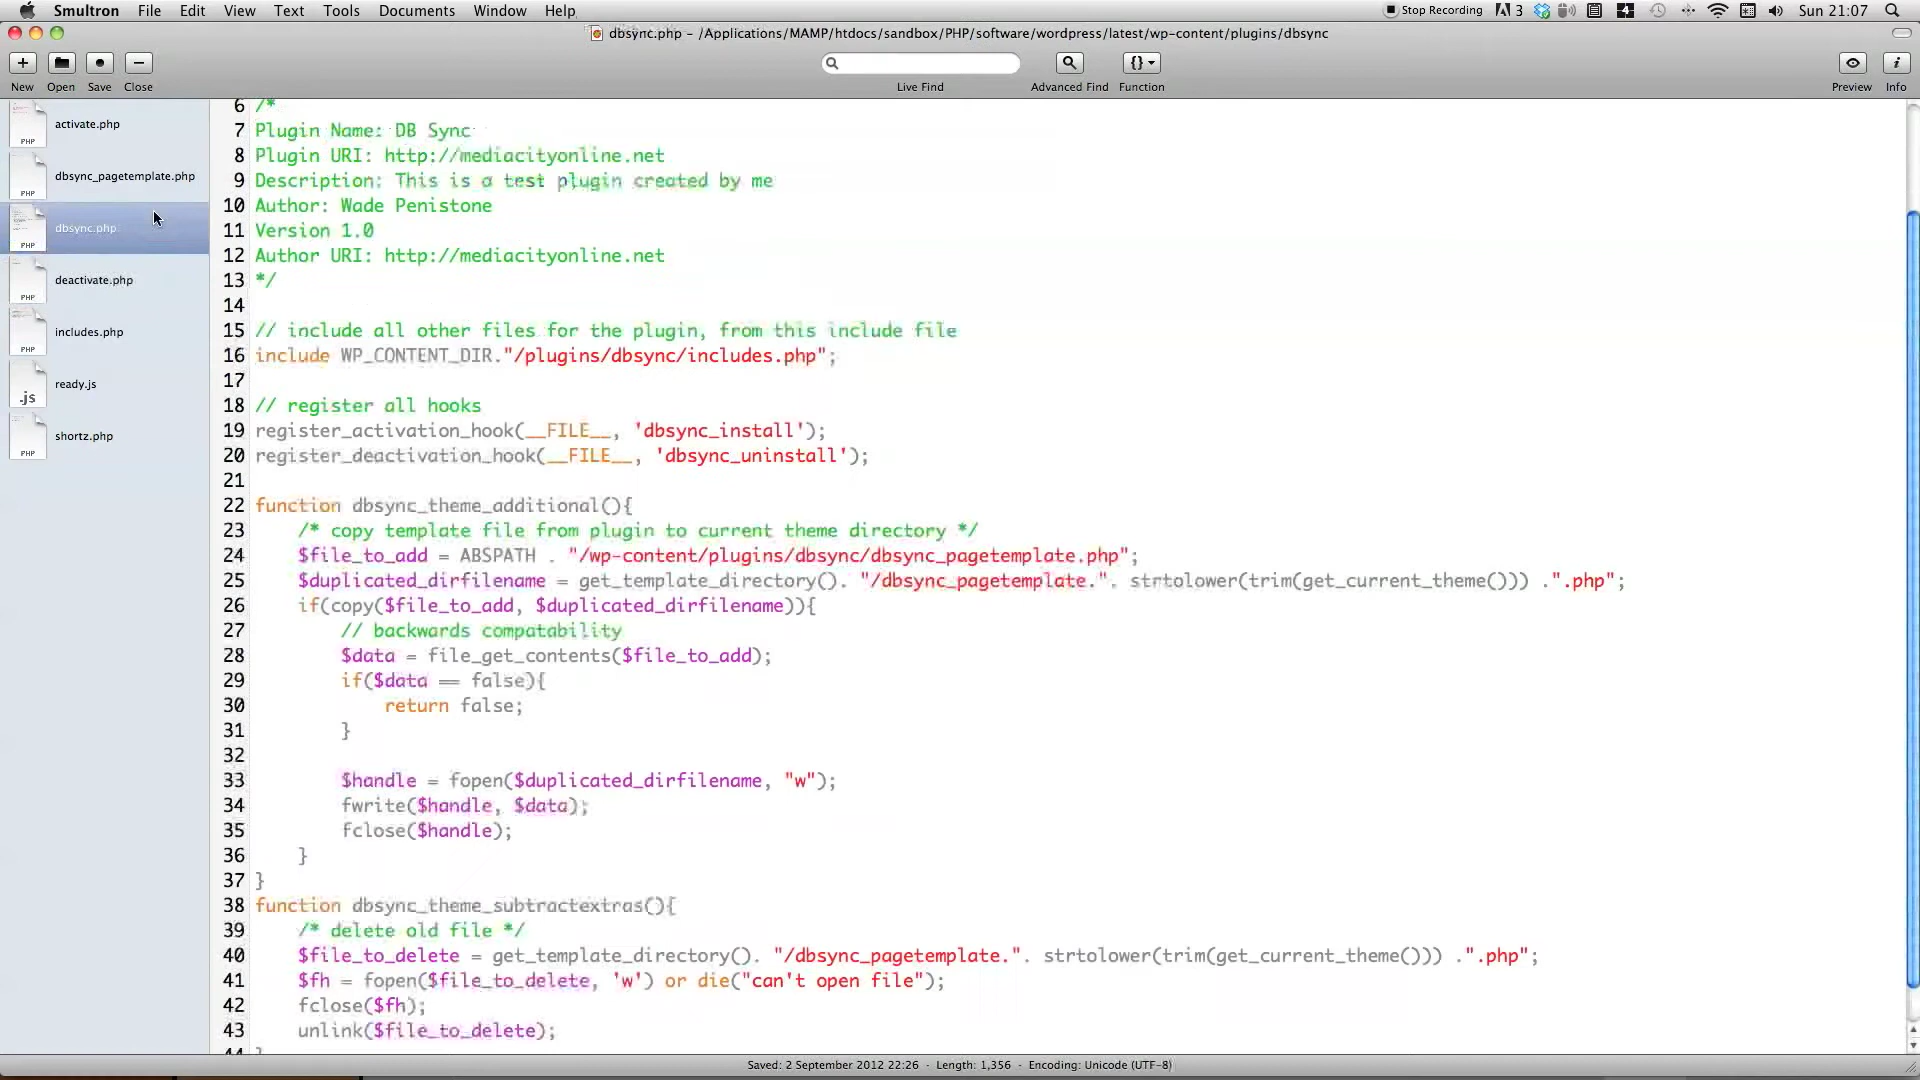 Smultron File Edit View Text Tools Documents Window Help Stop Recording 3 4 Sun 21:07
dbsync.php – /Applications/MAMP/htdocs/sandbox/PHP/software/wordpress/latest/wp-content/plugins/dbsync
New Open Save Close Live Find Advanced Find Function Preview Info
PHP activate.php
PHP dbsync_pagetemplate.php
PHP dbsync.php
PHP deactivate.php
PHP includes.php
.js ready.js
PHP shortz.php
6 /*
7 Plugin Name: DB Sync
8 Plugin URI: http://mediacityonline.net
9 Description: This is a test plugin created by me
10 Author: Wade Penistone
11 Version 1.0
12 Author URI: http://mediacityonline.net
13 */
14
15 // include all other files for the plugin, from this include file
16 include WP_CONTENT_DIR."/plugins/dbsync/includes.php";
17
18 // register all hooks
19 register_activation_hook(__FILE__, 'dbsync_install');
20 register_deactivation_hook(__FILE__, 'dbsync_uninstall');
21
22 function dbsync_theme_additional(){
23 /* copy template file from plugin to current theme directory */
24 $file_to_add = ABSPATH . "/wp-content/plugins/dbsync/dbsync_pagetemplate.php";
25 $duplicated_dirfilename = get_template_directory(). "/dbsync_pagetemplate.". strtolower(trim(get_current_theme())) .".php";
26 if(copy($file_to_add, $duplicated_dirfilename)){
27 // backwards compatability
28 $data = file_get_contents($file_to_add);
29 if($data == false){
30 return false;
31 }
32
33 $handle = fopen($duplicated_dirfilename, "w");
34 fwrite($handle, $data);
35 fclose($handle);
36 }
37 }
38 function dbsync_theme_subtractextras(){
39 /* delete old file */
40 $file_to_delete = get_template_directory(). "/dbsync_pagetemplate.". strtolower(trim(get_current_theme())) .".php";
41 $fh = fopen($file_to_delete, 'w') or die("can't open file");
42 fclose($fh);
43 unlink($file_to_delete);
44 }
Saved: 2 September 2012 22:26 · Length: 1,356 · Encoding: Unicode (UTF-8)